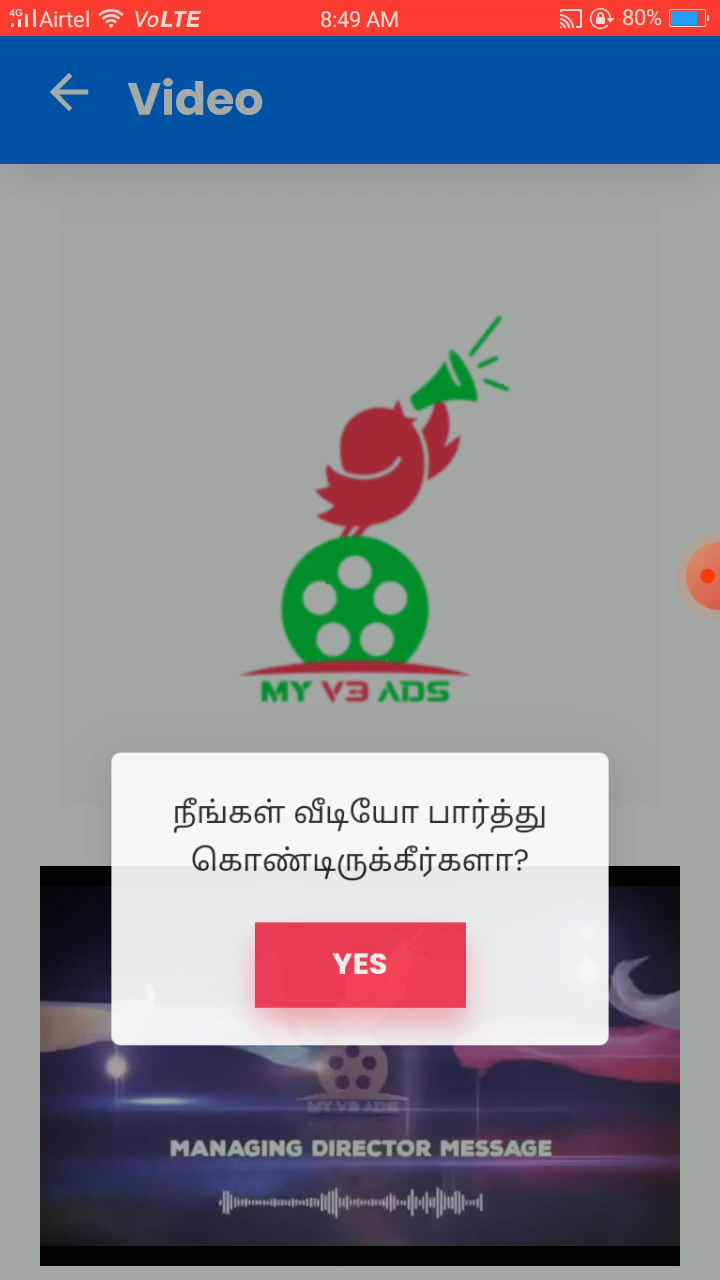 4G Airtel VoLTE 8:49 AM 80%
Video
MY V3 ADS
நீங்கள் வீடியோ பார்த்து
கொண்டிருக்கீர்களா?
YES
MY V3 ADS
MANAGING DIRECTOR MESSAGE